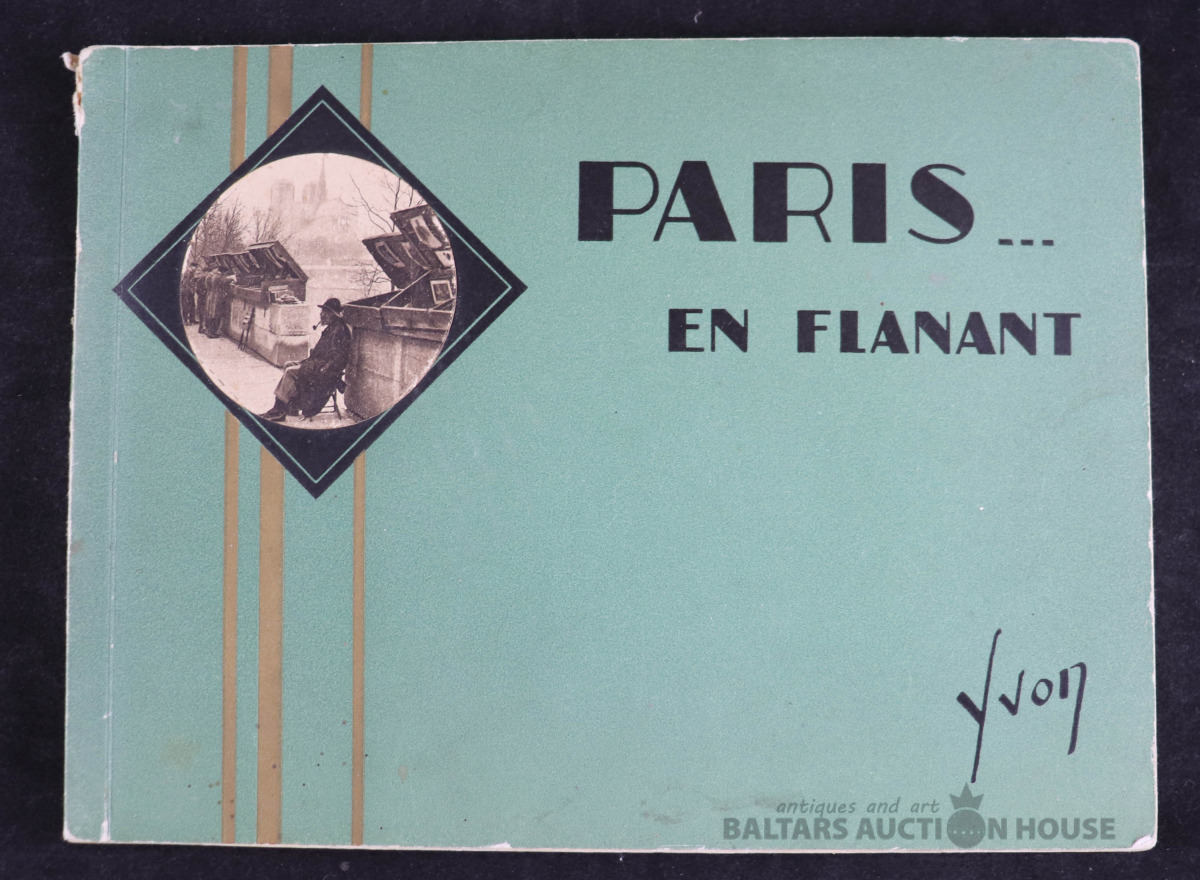 PARIS...
EN FLANANT
yvon
antiques and art
BALTARS AUCTION HOUSE